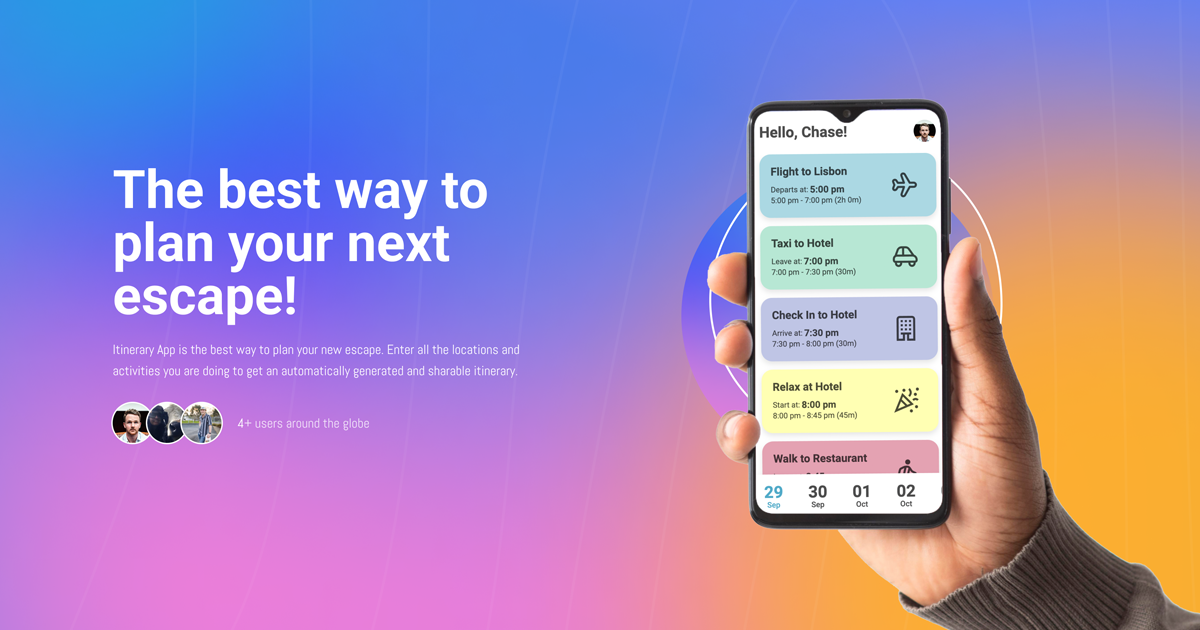 The best way to
plan your next
escape!
Itinerary App is the best way to plan your new escape. Enter all the locations and
activities you are doing to get an automatically generated and sharable itinerary.
4+ users around the globe
Hello, Chase!
Flight to Lisbon
Departs at: 5:00 pm
5:00 pm - 7:00 pm (2h 0m)
Taxi to Hotel
Leave at: 7:00 pm
7:00 pm - 7:30 pm (30m)
Check In to Hotel
Arrive at: 7:30 pm
7:30 pm - 8:00 pm (30m)
Relax at Hotel
Start at: 8:00 pm
8:00 pm - 8:45 pm (45m)
Walk to Restaurant
29 30 01 02
Sep Sep Oct Oct